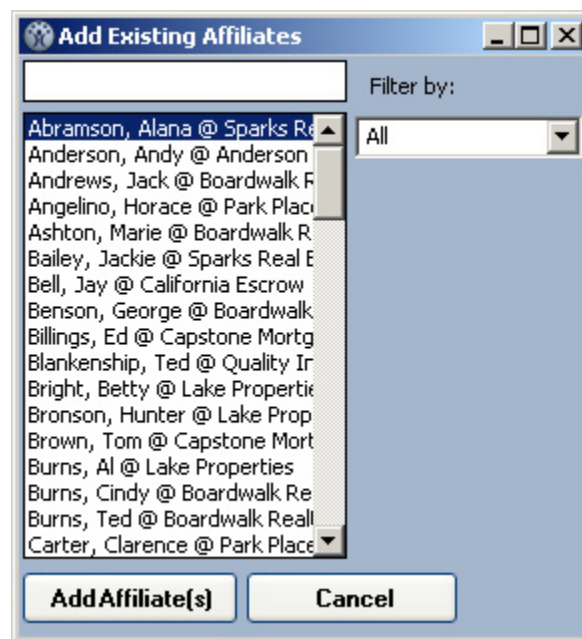 Add Existing Affiliates
Filter by:
All
Abramson, Alana @ Sparks Re
Anderson, Andy @ Anderson
Andrews, Jack @ Boardwalk R
Angelino, Horace @ Park Place
Ashton, Marie @ Boardwalk R
Bailey, Jackie @ Sparks Real E
Bell, Jay @ California Escrow
Benson, George @ Boardwalk
Billings, Ed @ Capstone Mortg
Blankenship, Ted @ Quality In
Bright, Betty @ Lake Propertie
Bronson, Hunter @ Lake Prop
Brown, Tom @ Capstone Mort
Burns, Al @ Lake Properties
Burns, Cindy @ Boardwalk Re
Burns, Ted @ Boardwalk Real
Carter, Clarence @ Park Place
Add Affiliate(s)
Cancel